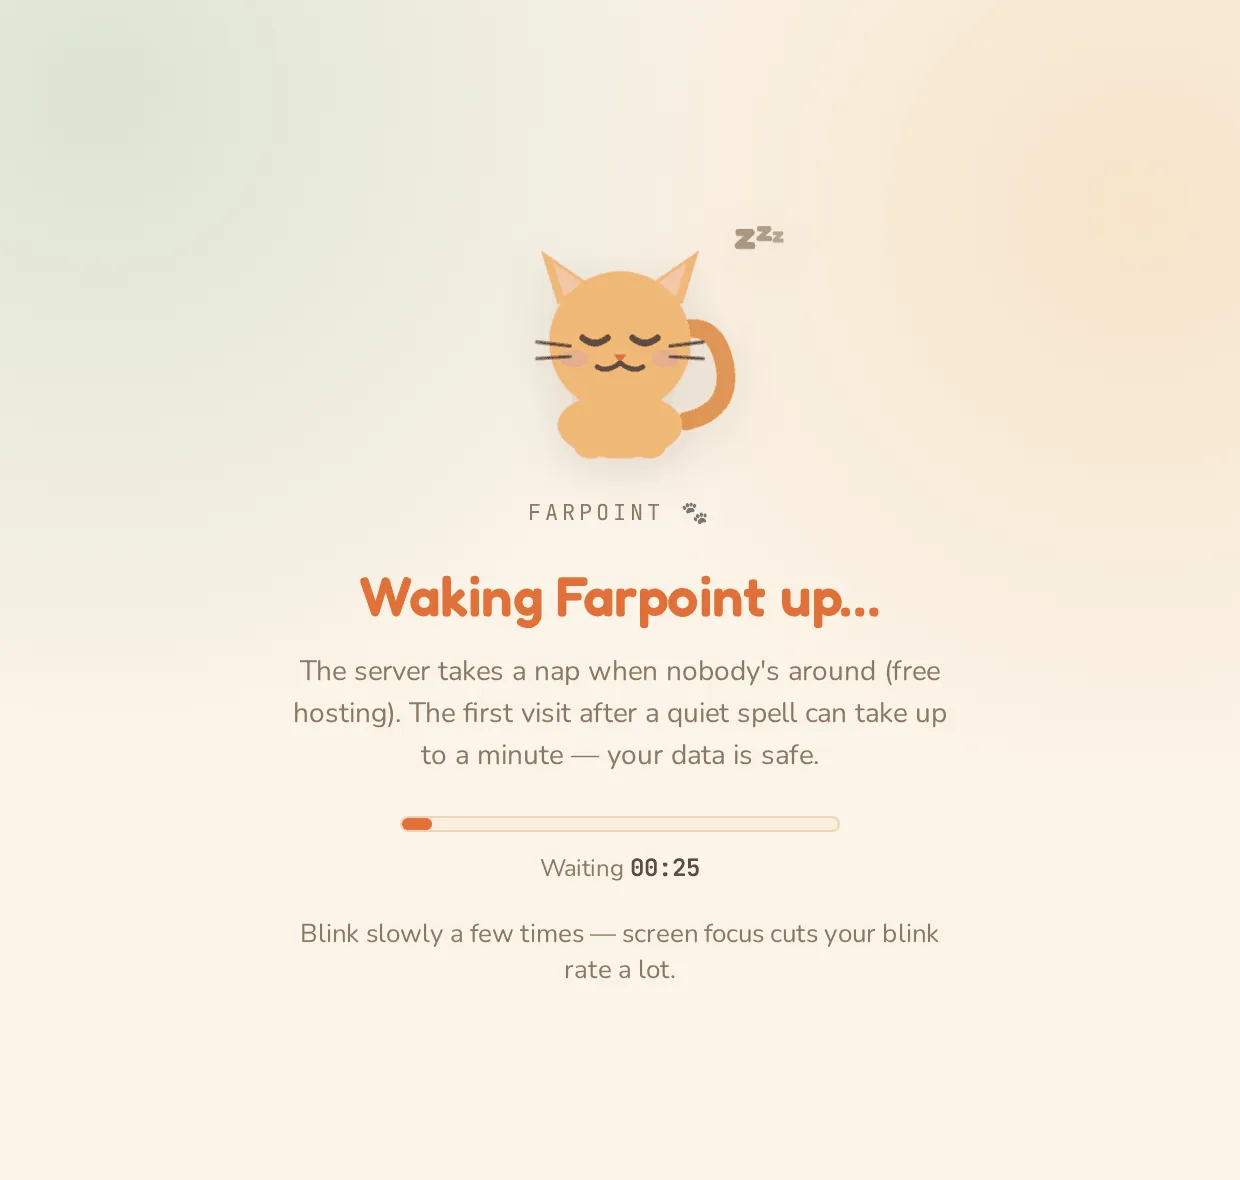 zzz
FARPOINT 🐾
Waking Farpoint up...
The server takes a nap when nobody's around (free
hosting). The first visit after a quiet spell can take up
to a minute — your data is safe.
Waiting 00:25
Blink slowly a few times — screen focus cuts your blink
rate a lot.